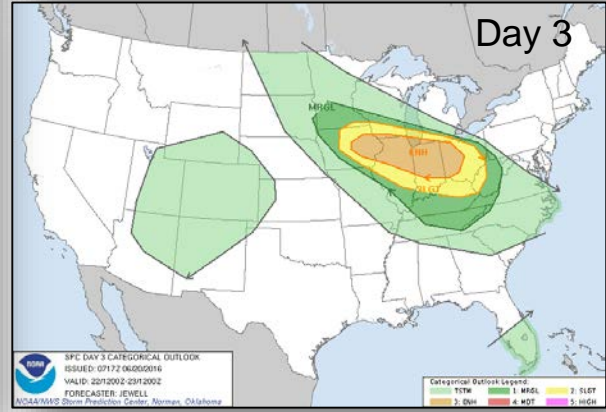 Day 3
MRGL
ENH
SLGT
NOAA
SPC DAY 3 CATEGORICAL OUTLOOK
ISSUED: 0717Z 06/20/2016
VALID: 22/1200Z-23/1200Z
FORECASTER: JEWELL
NOAA/NWS Storm Prediction Center, Norman, Oklahoma
Categorical Outlook Legend:
TSTM 1: MRGL 2: SLGT
3: ENH 4: MDT 5: HIGH